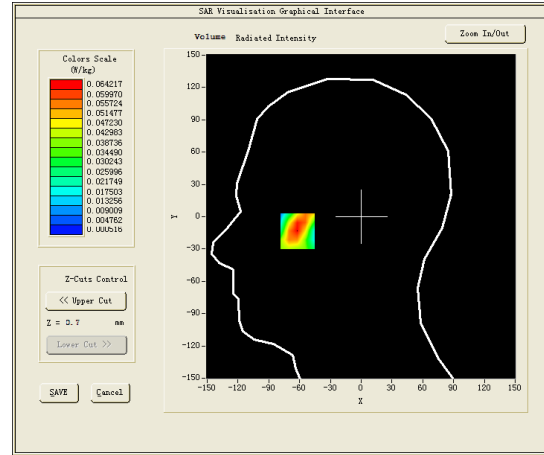 SAR Visualisation Graphical Interface
Volume Radiated Intensity
Zoom In/Out
Colors Scale
(W/kg)
0.064217
0.059970
0.055724
0.051477
0.047230
0.042983
0.038736
0.034490
0.030243
0.025996
0.021749
0.017503
0.013256
0.009009
0.004762
0.000516
Z-Cuts Control
<< Upper Cut
Z = 0.7 mm
Lower Cut >>
SAVE Cancel
150
120
90
60
30
Y 0
-30
-60
-90
-120
-150
-150 -120 -90 -60 -30 0 30 60 90 120 150
X